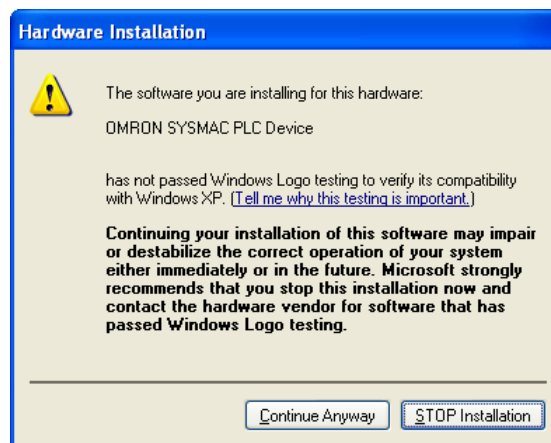 Hardware Installation
The software you are installing for this hardware:
OMRON SYSMAC PLC Device
has not passed Windows Logo testing to verify its compatibility
with Windows XP. (Tell me why this testing is important.)
Continuing your installation of this software may impair
or destabilize the correct operation of your system
either immediately or in the future. Microsoft strongly
recommends that you stop this installation now and
contact the hardware vendor for software that has
passed Windows Logo testing.
Continue Anyway
STOP Installation